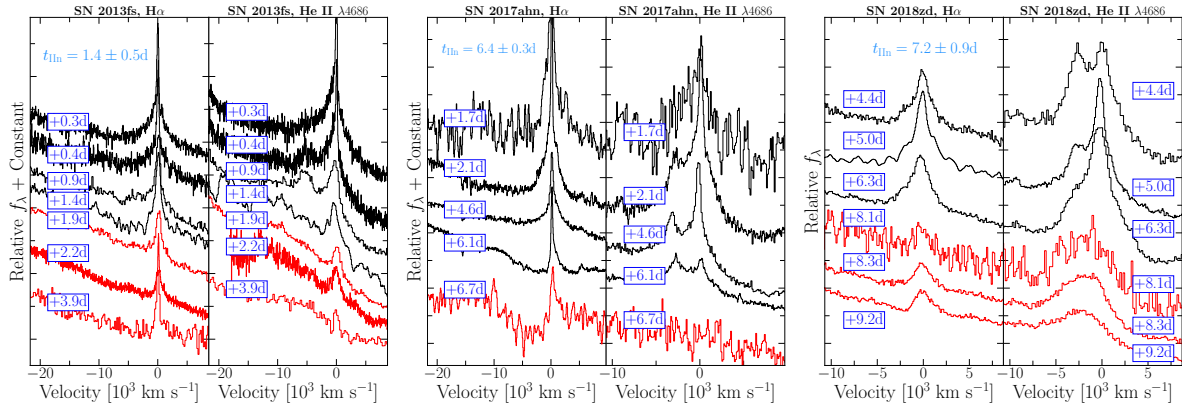 SN 2013fs, Hα
SN 2013fs, He II λ4686
t_IIn = 1.4 ± 0.5d
+0.3d
+0.4d
+0.9d
+1.4d
+1.9d
+2.2d
+3.9d
+0.3d
+0.4d
+0.9d
+1.4d
+1.9d
+2.2d
+3.9d
Relative f_λ + Constant
−20 −10 0
−20 −10 0
Velocity [10³ km s⁻¹]
Velocity [10³ km s⁻¹]
SN 2017ahn, Hα
SN 2017ahn, He II λ4686
t_IIn = 6.4 ± 0.3d
+1.7d
+2.1d
+4.6d
+6.1d
+6.7d
+1.7d
+2.1d
+4.6d
+6.1d
+6.7d
Relative f_λ + Constant
−20 −10 0
−10 0 10
Velocity [10³ km s⁻¹]
Velocity [10³ km s⁻¹]
SN 2018zd, Hα
SN 2018zd, He II λ4686
t_IIn = 7.2 ± 0.9d
+4.4d
+5.0d
+6.3d
+8.1d
+8.3d
+9.2d
+4.4d
+5.0d
+6.3d
+8.1d
+8.3d
+9.2d
Relative f_λ
−10 −5 0 5
−10 −5 0 5
Velocity [10³ km s⁻¹]
Velocity [10³ km s⁻¹]